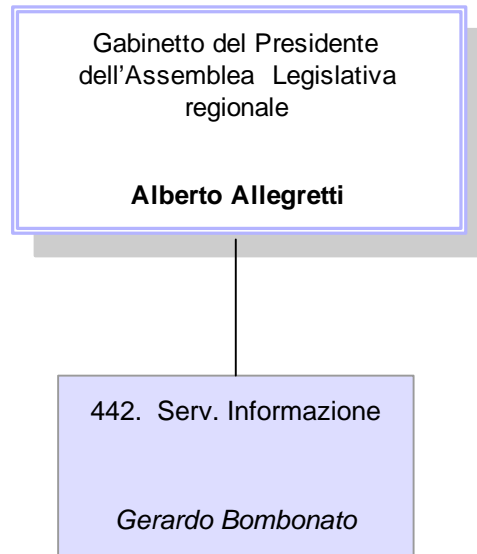 Gabinetto del Presidente
dell’Assemblea Legislativa
regionale
Alberto Allegretti
442. Serv. Informazione
Gerardo Bombonato